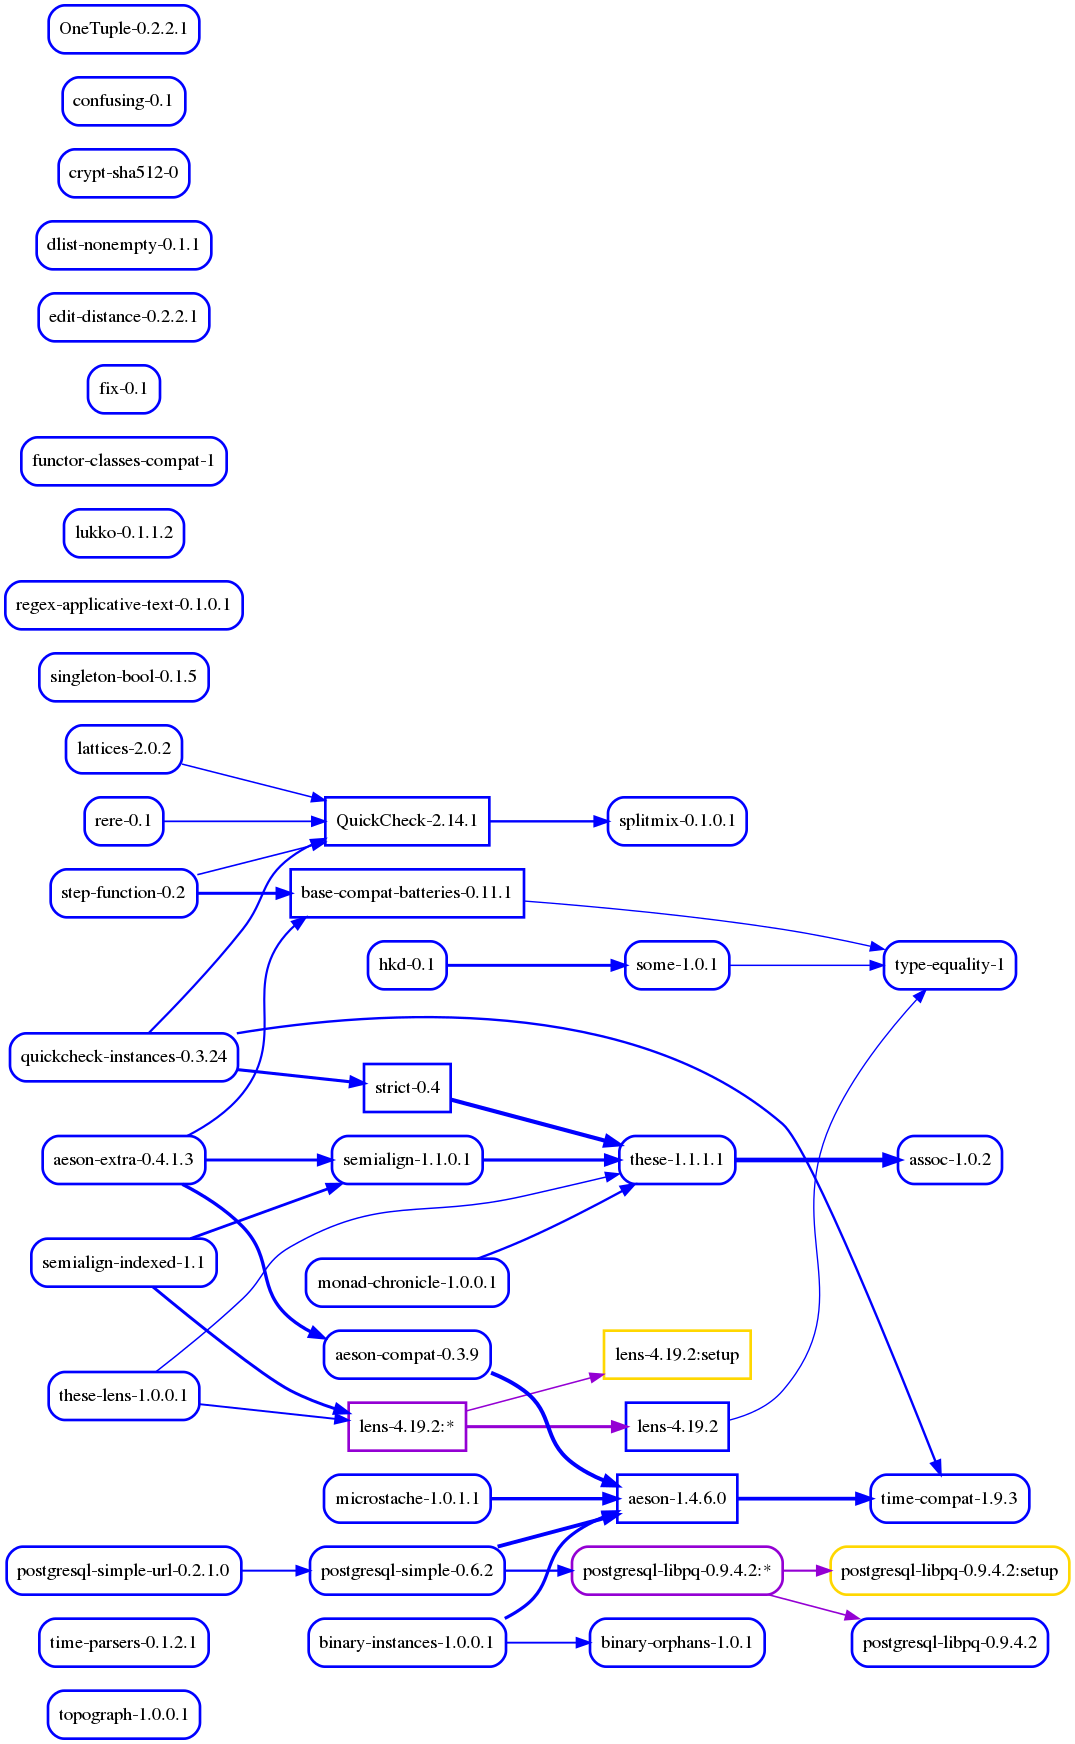 OneTuple-0.2.2.1
confusing-0.1
crypt-sha512-0
dlist-nonempty-0.1.1
edit-distance-0.2.2.1
fix-0.1
functor-classes-compat-1
lukko-0.1.1.2
regex-applicative-text-0.1.0.1
singleton-bool-0.1.5
lattices-2.0.2
rere-0.1
QuickCheck-2.14.1
splitmix-0.1.0.1
step-function-0.2
base-compat-batteries-0.11.1
hkd-0.1
some-1.0.1
type-equality-1
quickcheck-instances-0.3.24
strict-0.4
aeson-extra-0.4.1.3
semialign-1.1.0.1
these-1.1.1.1
assoc-1.0.2
semialign-indexed-1.1
monad-chronicle-1.0.0.1
aeson-compat-0.3.9
lens-4.19.2:setup
these-lens-1.0.0.1
lens-4.19.2:*
lens-4.19.2
microstache-1.0.1.1
aeson-1.4.6.0
time-compat-1.9.3
postgresql-simple-url-0.2.1.0
postgresql-simple-0.6.2
postgresql-libpq-0.9.4.2:*
postgresql-libpq-0.9.4.2:setup
time-parsers-0.1.2.1
binary-instances-1.0.0.1
binary-orphans-1.0.1
postgresql-libpq-0.9.4.2
topograph-1.0.0.1